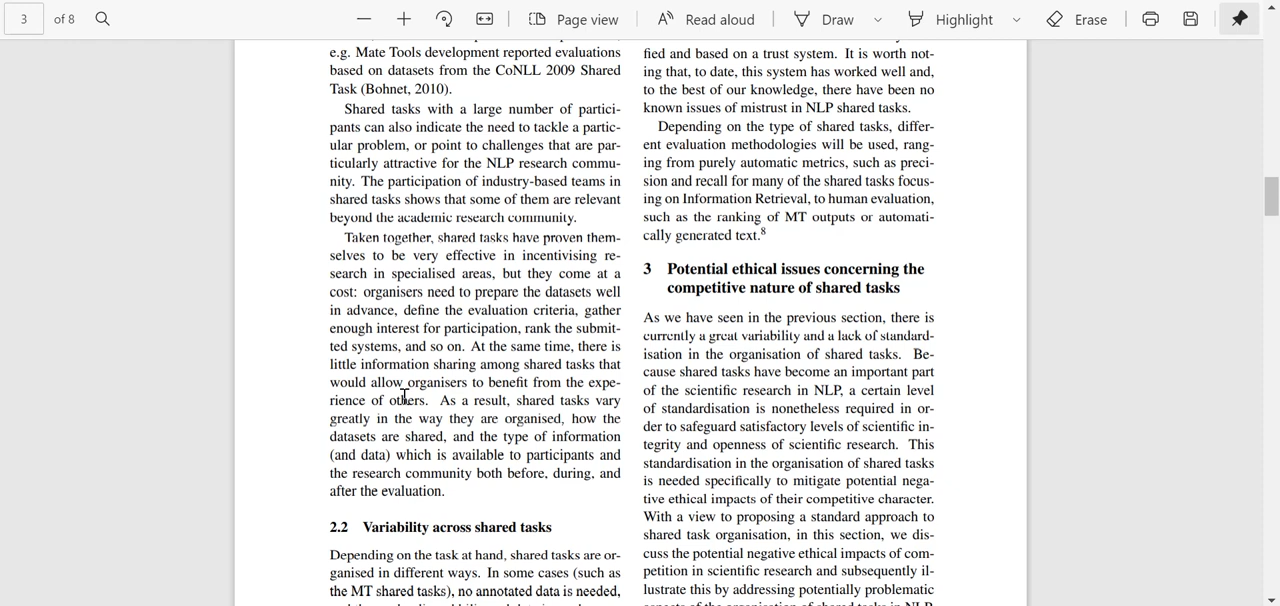 3 of 8 Page view Read aloud Draw Highlight Erase
e.g. Mate Tools development reported evaluations
based on datasets from the CoNLL 2009 Shared
Task (Bohnet, 2010).
Shared tasks with a large number of partici-
pants can also indicate the need to tackle a partic-
ular problem, or point to challenges that are par-
ticularly attractive for the NLP research commu-
nity. The participation of industry-based teams in
shared tasks shows that some of them are relevant
beyond the academic research community.
Taken together, shared tasks have proven them-
selves to be very effective in incentivising re-
search in specialised areas, but they come at a
cost: organisers need to prepare the datasets well
in advance, define the evaluation criteria, gather
enough interest for participation, rank the submit-
ted systems, and so on. At the same time, there is
little information sharing among shared tasks that
would allow organisers to benefit from the expe-
rience of others. As a result, shared tasks vary
greatly in the way they are organised, how the
datasets are shared, and the type of information
(and data) which is available to participants and
the research community both before, during, and
after the evaluation.
2.2 Variability across shared tasks
Depending on the task at hand, shared tasks are or-
ganised in different ways. In some cases (such as
the MT shared tasks), no annotated data is needed,
fied and based on a trust system. It is worth not-
ing that, to date, this system has worked well and,
to the best of our knowledge, there have been no
known issues of mistrust in NLP shared tasks.
Depending on the type of shared tasks, differ-
ent evaluation methodologies will be used, rang-
ing from purely automatic metrics, such as preci-
sion and recall for many of the shared tasks focus-
ing on Information Retrieval, to human evaluation,
such as the ranking of MT outputs or automati-
cally generated text.8
3 Potential ethical issues concerning the
competitive nature of shared tasks
As we have seen in the previous section, there is
currently a great variability and a lack of standard-
isation in the organisation of shared tasks. Be-
cause shared tasks have become an important part
of the scientific research in NLP, a certain level
of standardisation is nonetheless required in or-
der to safeguard satisfactory levels of scientific in-
tegrity and openness of scientific research. This
standardisation in the organisation of shared tasks
is needed specifically to mitigate potential nega-
tive ethical impacts of their competitive character.
With a view to proposing a standard approach to
shared task organisation, in this section, we dis-
cuss the potential negative ethical impacts of com-
petition in scientific research and subsequently il-
lustrate this by addressing potentially problematic